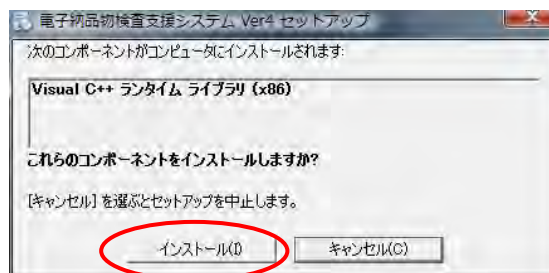 電子納品物検査支援システム Ver4 セットアップ
次のコンポーネントがコンピュータにインストールされます:
Visual C++ ランタイム ライブラリ (x86)
これらのコンポーネントをインストールしますか?
[キャンセル] を選ぶとセットアップを中止します。
インストール(I)
キャンセル(C)